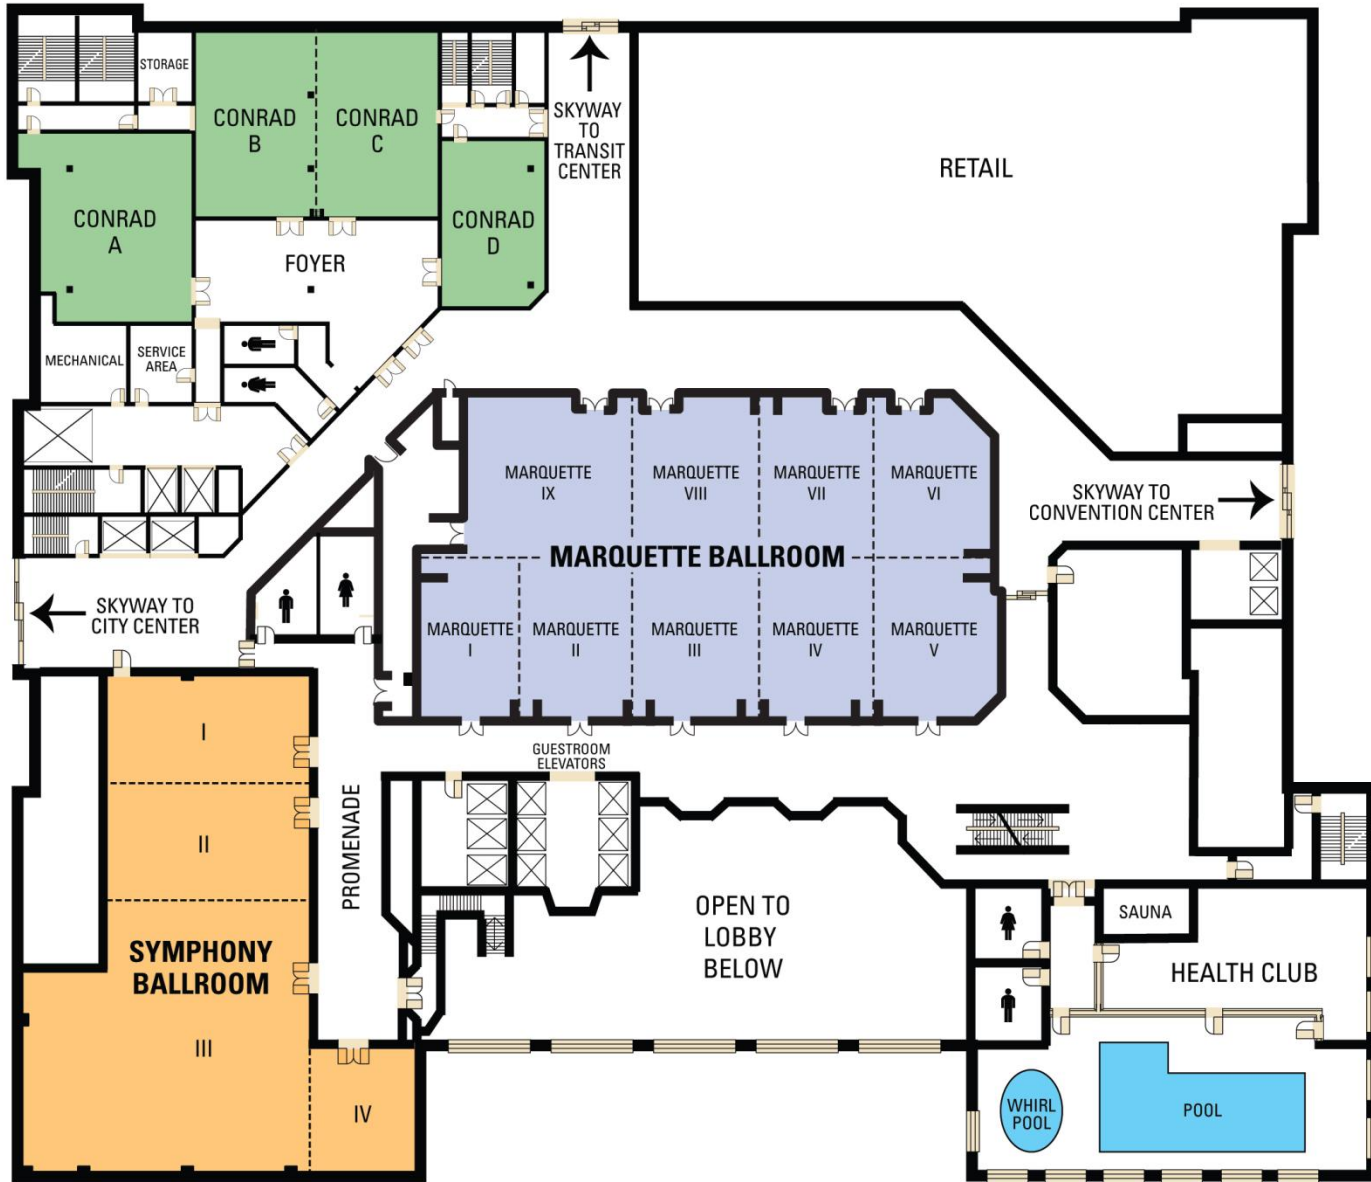 STORAGE
CONRAD
B
CONRAD
C
SKYWAY
TO
TRANSIT
CENTER
RETAIL
CONRAD
A
CONRAD
D
FOYER
MECHANICAL
SERVICE
AREA
MARQUETTE
IX
MARQUETTE
VIII
MARQUETTE
VII
MARQUETTE
VI
SKYWAY TO
CONVENTION CENTER
MARQUETTE BALLROOM
SKYWAY TO
CITY CENTER
MARQUETTE
I
MARQUETTE
II
MARQUETTE
III
MARQUETTE
IV
MARQUETTE
V
GUESTROOM
ELEVATORS
I
II
PROMENADE
SYMPHONY
BALLROOM
III
IV
OPEN TO
LOBBY
BELOW
SAUNA
HEALTH CLUB
WHIRL
POOL
POOL